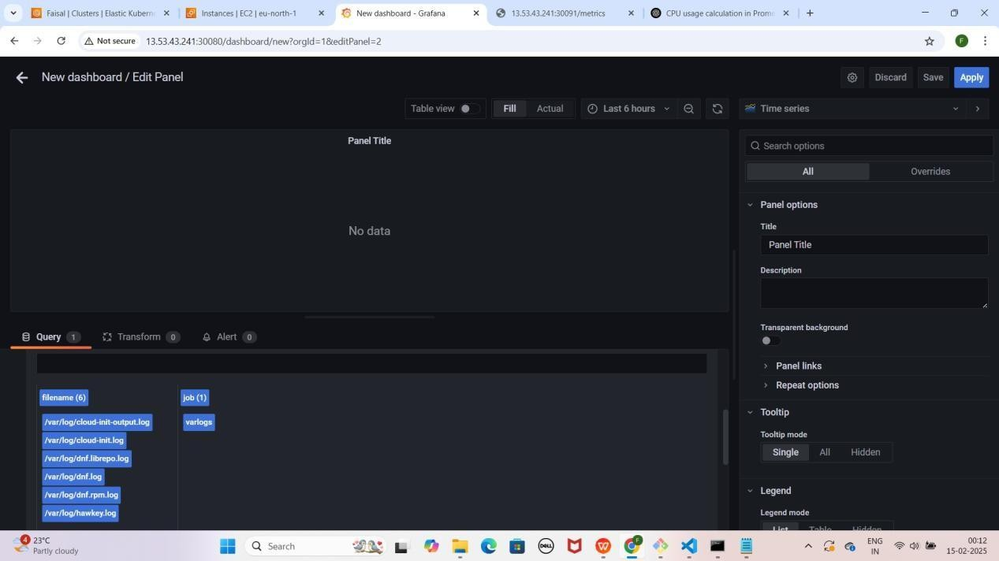 Faisal | Clusters | Elastic Kuberne
Instances | EC2 | eu-north-1
New dashboard - Grafana
13.53.43.241:30091/metrics
CPU usage calculation in Prome
Not secure
13.53.43.241:30080/dashboard/new?orgId=1&editPanel=2
F
New dashboard / Edit Panel
Discard
Save
Apply
Table view
Fill
Actual
Last 6 hours
Time series
Panel Title
No data
Search options
All
Overrides
Panel options
Title
Panel Title
Description
Transparent background
Panel links
Repeat options
Tooltip
Tooltip mode
Single
All
Hidden
Legend
Legend mode
List
Table
Hidden
Query 1
Transform 0
Alert 0
filename (6)
job (1)
/var/log/cloud-init-output.log
varlogs
/var/log/cloud-init.log
/var/log/dnf.librepo.log
/var/log/dnf.log
/var/log/dnf.rpm.log
/var/log/hawkey.log
4
23°C
Partly cloudy
Search
DELL
F
ENG
IN
00:12
15-02-2025